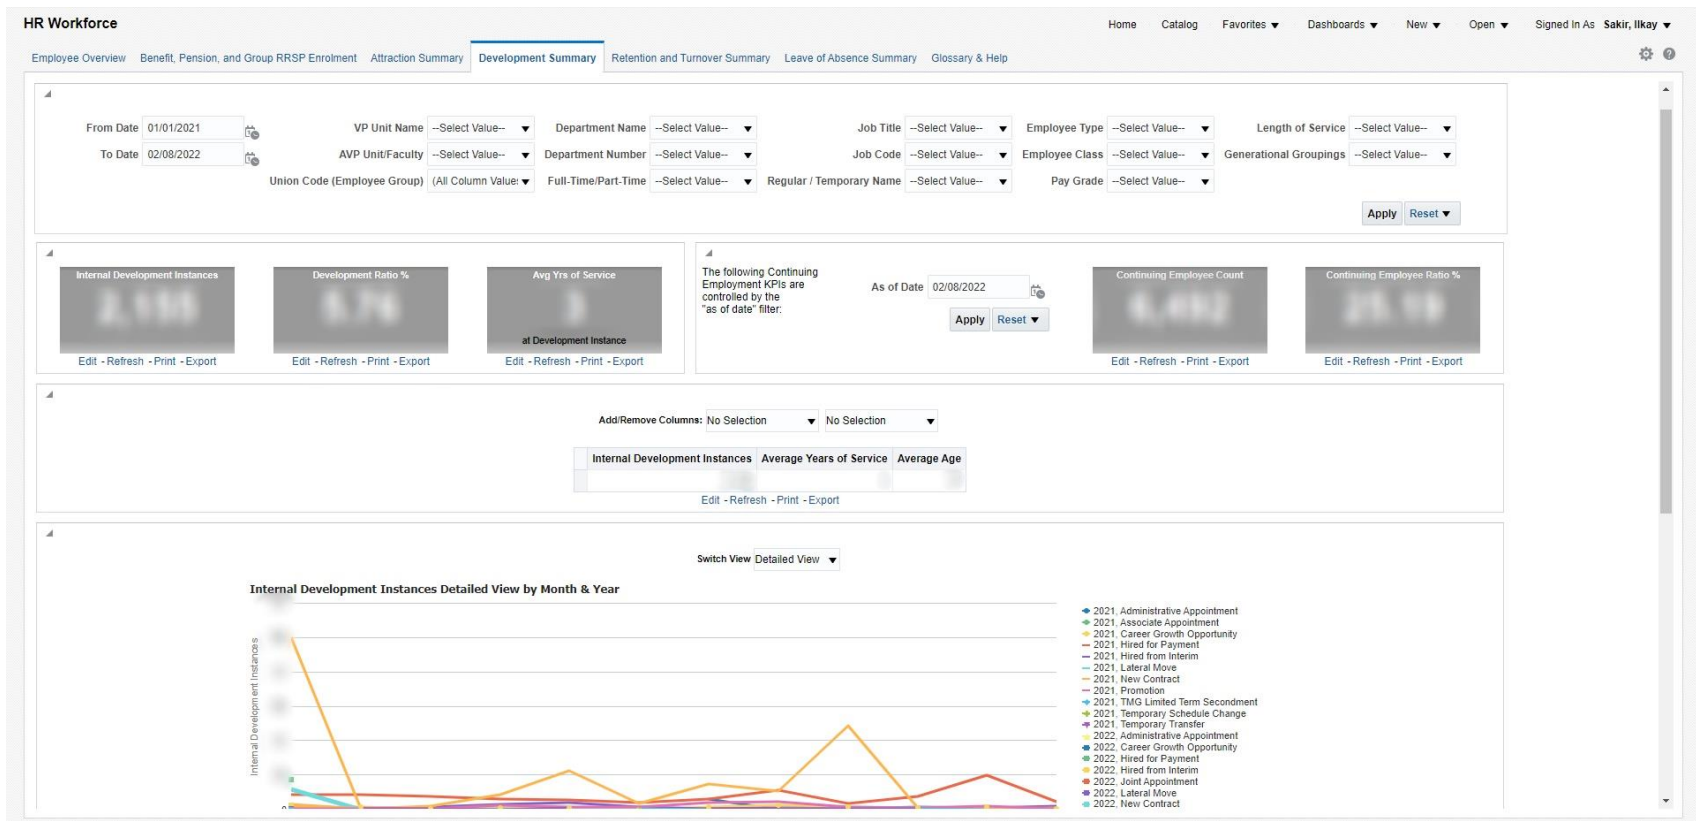 HR Workforce
Home Catalog Favorites Dashboards New Open Signed In As Sakir, Ilkay
Employee Overview Benefit, Pension, and Group RRSP Enrolment Attraction Summary Development Summary Retention and Turnover Summary Leave of Absence Summary Glossary & Help
From Date 01/01/2021 VP Unit Name --Select Value-- Department Name --Select Value-- Job Title --Select Value-- Employee Type --Select Value-- Length of Service --Select Value--
To Date 02/08/2022 AVP Unit/Faculty --Select Value-- Department Number --Select Value-- Job Code --Select Value-- Employee Class --Select Value-- Generational Groupings --Select Value--
Union Code (Employee Group) (All Column Value: Full-Time/Part-Time --Select Value-- Regular / Temporary Name --Select Value-- Pay Grade --Select Value--
Apply Reset
Internal Development Instances
Edit - Refresh - Print - Export
Development Ratio %
Edit - Refresh - Print - Export
Avg Yrs of Service
at Development Instance
Edit - Refresh - Print - Export
The following Continuing
Employment KPIs are
controlled by the
"as of date" filter:
As of Date 02/08/2022
Apply Reset
Continuing Employee Count
Edit - Refresh - Print - Export
Continuing Employee Ratio %
Edit - Refresh - Print - Export
Add/Remove Columns: No Selection No Selection
Internal Development Instances Average Years of Service Average Age
Edit - Refresh - Print - Export
Switch View Detailed View
Internal Development Instances Detailed View by Month & Year
Internal Development Instances
0
2021, Administrative Appointment
2021, Associate Appointment
2021, Career Growth Opportunity
2021, Hired for Payment
2021, Hired from Interim
2021, Lateral Move
2021, New Contract
2021, Promotion
2021, TMG Limited Term Secondment
2021, Temporary Schedule Change
2021, Temporary Transfer
2022, Administrative Appointment
2022, Career Growth Opportunity
2022, Hired for Payment
2022, Hired from Interim
2022, Joint Appointment
2022, Lateral Move
2022, New Contract